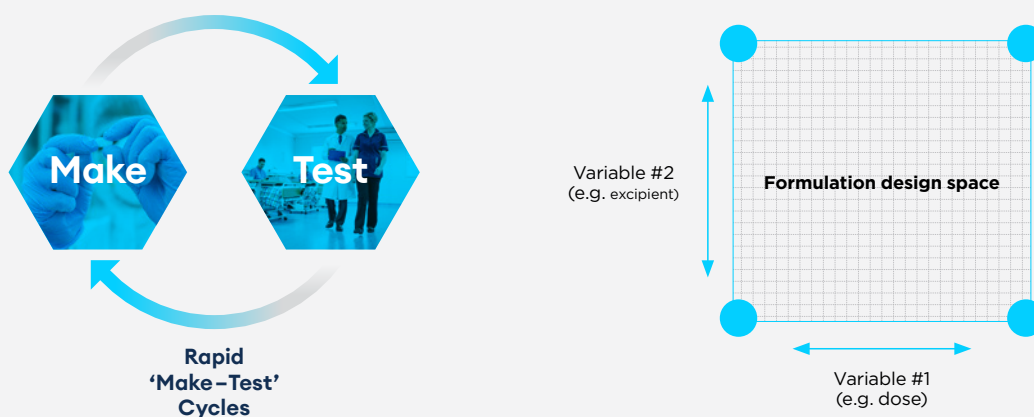 Make
Test
Rapid
‘Make–Test’
Cycles
Variable #2
(e.g. excipient)
Formulation design space
Variable #1
(e.g. dose)